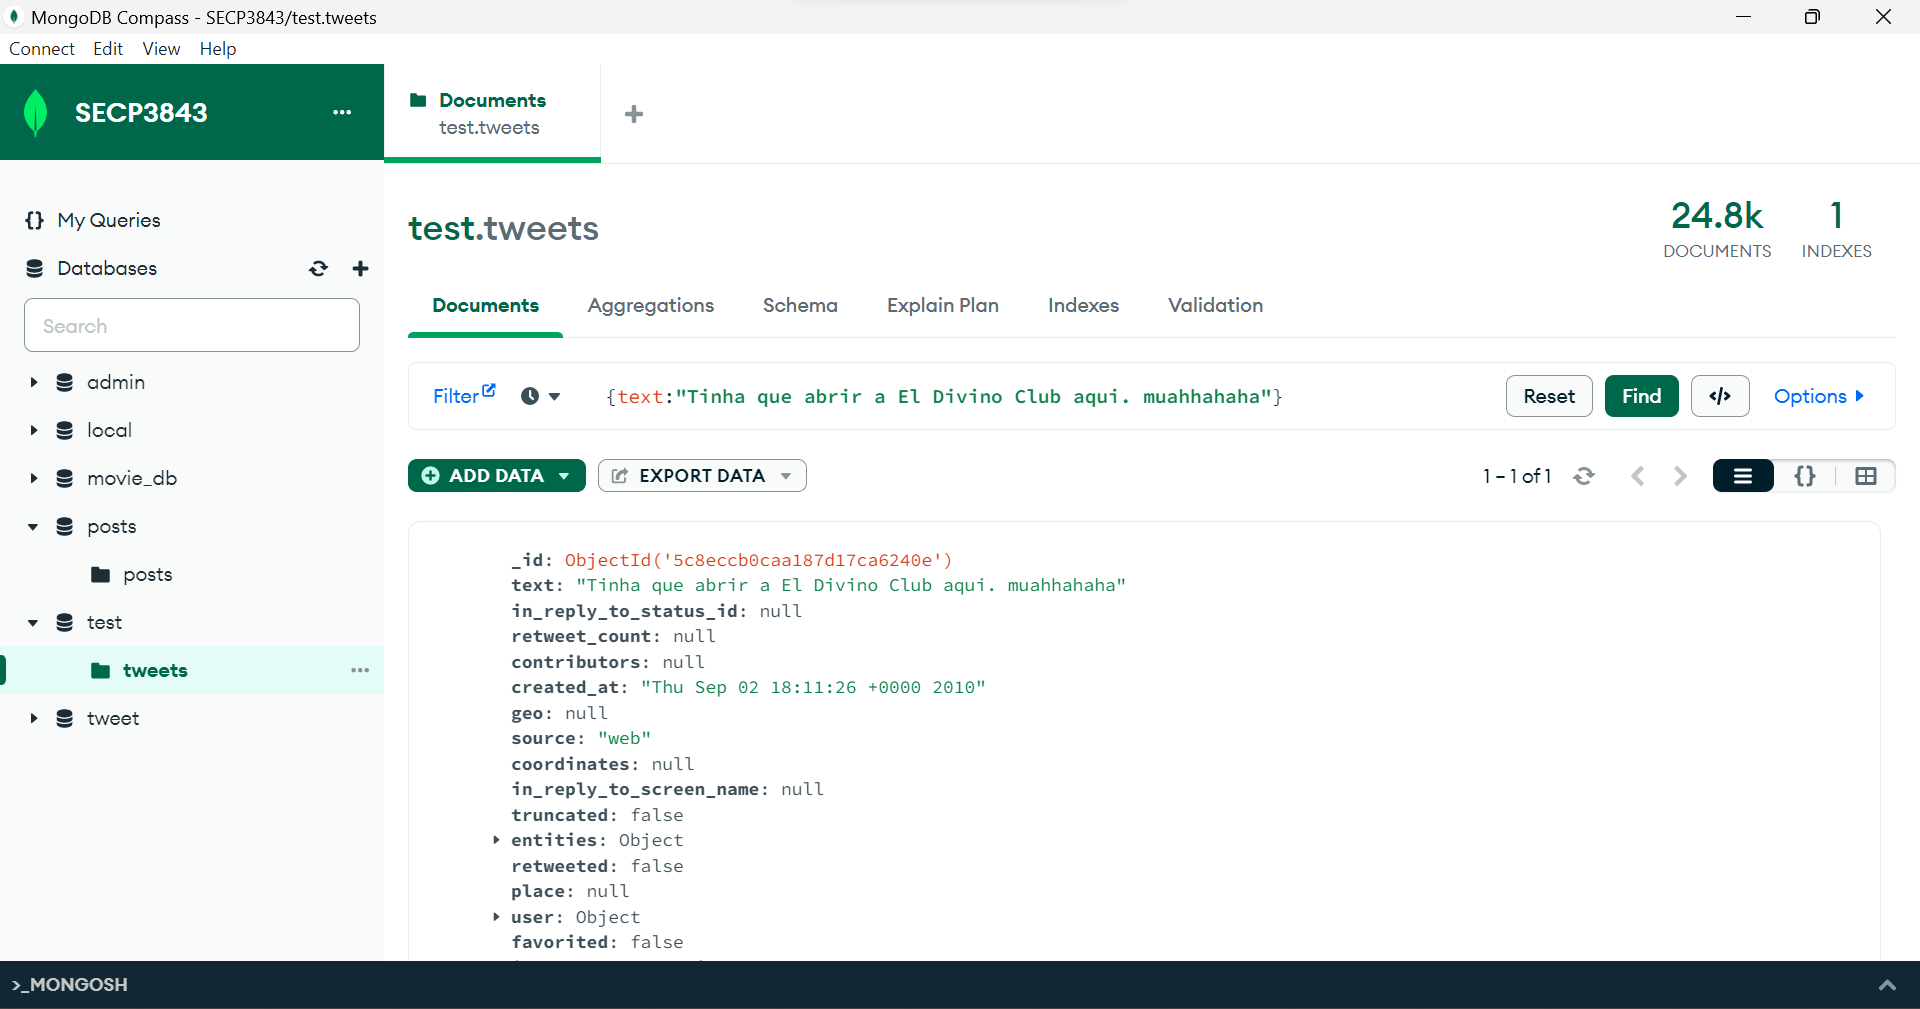 MongoDB Compass - SECP3843/test.tweets
Connect Edit View Help
SECP3843
Documents
test.tweets
My Queries
Databases
Search
admin
local
movie_db
posts
posts
test
tweets
tweet
test.tweets
24.8k
DOCUMENTS
1
INDEXES
Documents Aggregations Schema Explain Plan Indexes Validation
Filter {text:"Tinha que abrir a El Divino Club aqui. muahhahaha"} Reset Find </> Options
ADD DATA EXPORT DATA 1 – 1 of 1 {}
_id: ObjectId('5c8eccb0caa187d17ca6240e')
text: "Tinha que abrir a El Divino Club aqui. muahhahaha"
in_reply_to_status_id: null
retweet_count: null
contributors: null
created_at: "Thu Sep 02 18:11:26 +0000 2010"
geo: null
source: "web"
coordinates: null
in_reply_to_screen_name: null
truncated: false
entities: Object
retweeted: false
place: null
user: Object
favorited: false
>_MONGOSH